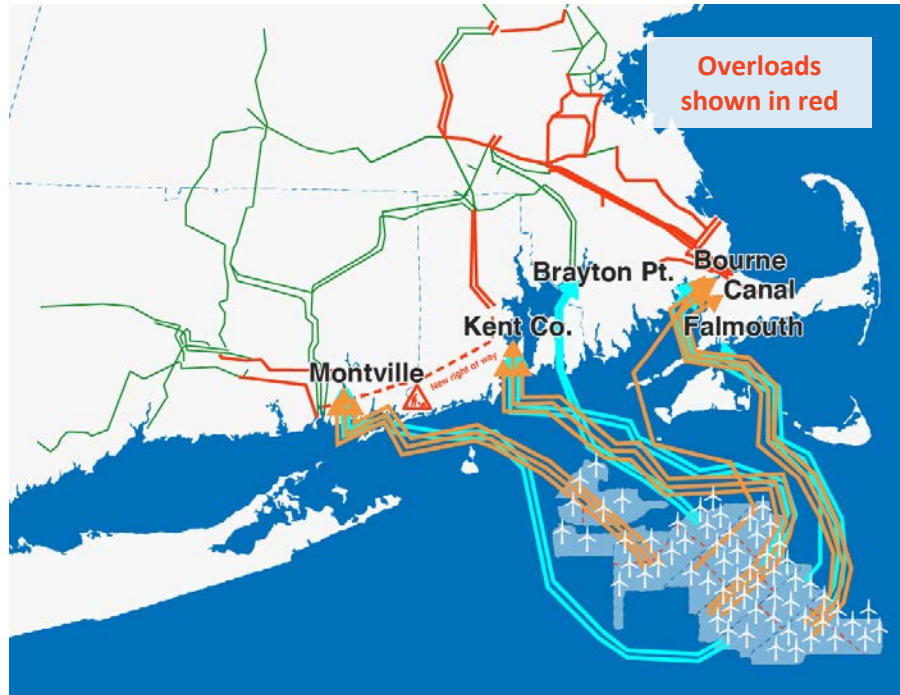 Overloads
shown in red
Bourne
Brayton Pt.
Canal
Kent Co.
Falmouth
Montville
New right of way